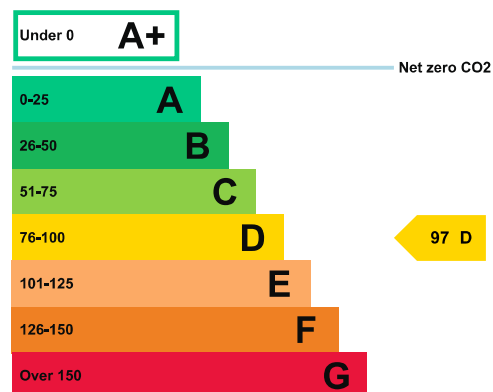 Under 0 A+
Net zero CO2
0-25 A
26-50 B
51-75 C
76-100 D
97 D
101-125 E
126-150 F
Over 150 G